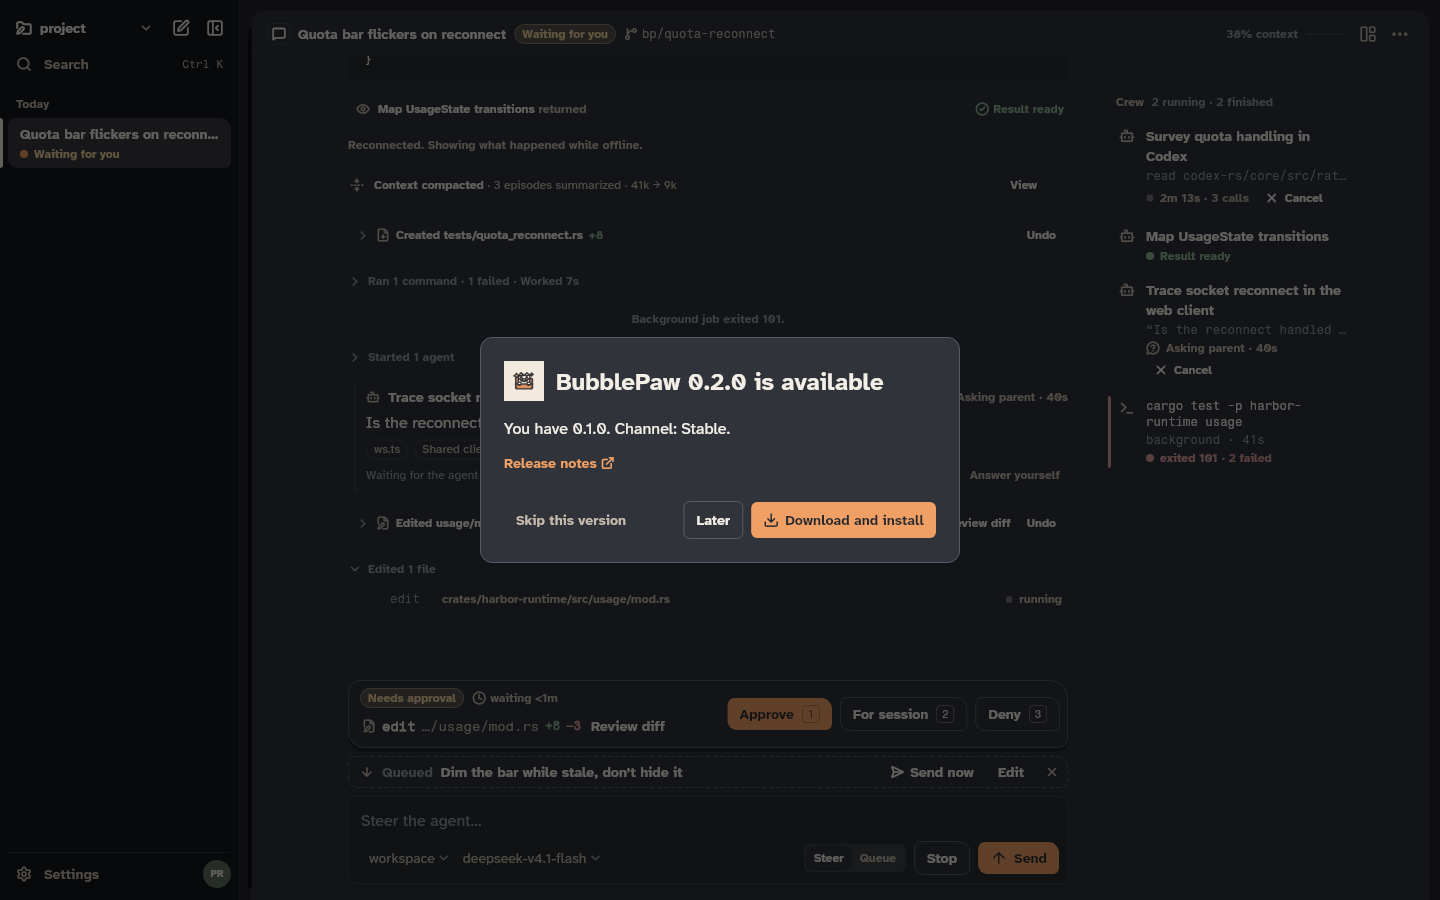 project
Search Ctrl K
Today
Quota bar flickers on reconn...
Waiting for you
Settings
PR
Quota bar flickers on reconnect Waiting for you bp/quota-reconnect
38% context
}
Map UsageState transitions returned Result ready
Reconnected. Showing what happened while offline.
Context compacted · 3 episodes summarized · 41k → 9k View
Created tests/quota_reconnect.rs +8 Undo
Ran 1 command · 1 failed · Worked 7s
Background job exited 101.
Started 1 agent
Trace socket Asking parent · 40s
Is the reconnect
ws.ts Shared
Waiting for the agent Answer yourself
Edited diff Undo
Edited 1 file
edit crates/harbor-runtime/src/usage/mod.rs running
BubblePaw 0.2.0 is available
You have 0.1.0. Channel: Stable.
Release notes
Skip this version Later Download and install
Needs approval waiting <1m
edit …/usage/mod.rs +8 −3 Review diff
Approve 1 For session 2 Deny 3
Queued Dim the bar while stale, don't hide it Send now Edit ×
Steer the agent...
workspace deepseek-v4.1-flash Steer Queue Stop Send
Crew 2 running · 2 finished
Survey quota handling in
Codex
read codex-rs/core/src/rat…
2m 13s · 3 calls Cancel
Map UsageState transitions
Result ready
Trace socket reconnect in the
web client
“Is the reconnect handled …
Asking parent · 40s
Cancel
cargo test -p harbor-
runtime usage
background · 41s
exited 101 · 2 failed